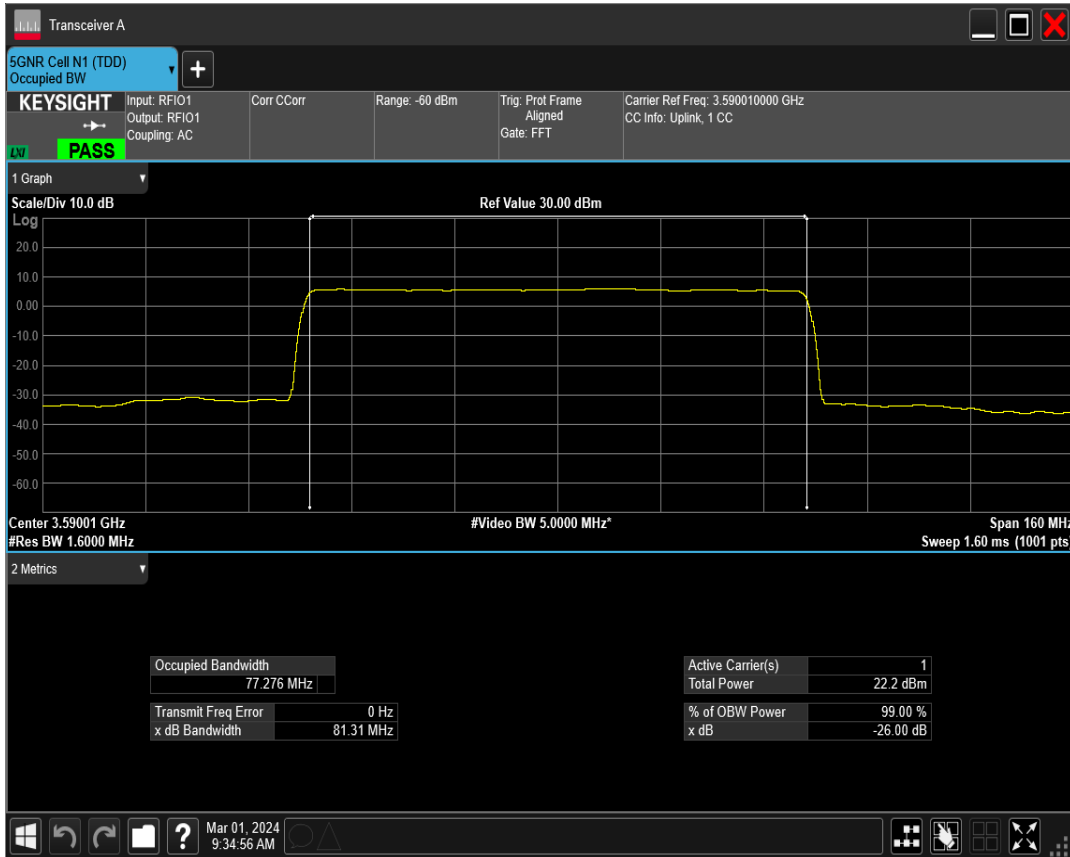 Transceiver A
5GNR Cell N1 (TDD)
Occupied BW
+
KEYSIGHT
LXI
PASS
Input: RFIO1
Output: RFIO1
Coupling: AC
Corr CCorr
Range: -60 dBm
Trig: Prot Frame
Aligned
Gate: FFT
Carrier Ref Freq: 3.590010000 GHz
CC Info: Uplink, 1 CC
1 Graph
Scale/Div 10.0 dB
Ref Value 30.00 dBm
Log
20.0
10.0
0.00
-10.0
-20.0
-30.0
-40.0
-50.0
-60.0
Center 3.59001 GHz
#Video BW 5.0000 MHz*
Span 160 MHz
#Res BW 1.6000 MHz
Sweep 1.60 ms (1001 pts)
2 Metrics
Occupied Bandwidth
77.276 MHz
Transmit Freq Error 0 Hz
x dB Bandwidth 81.31 MHz
Active Carrier(s) 1
Total Power 22.2 dBm
% of OBW Power 99.00 %
x dB -26.00 dB
?
Mar 01, 2024
9:34:56 AM